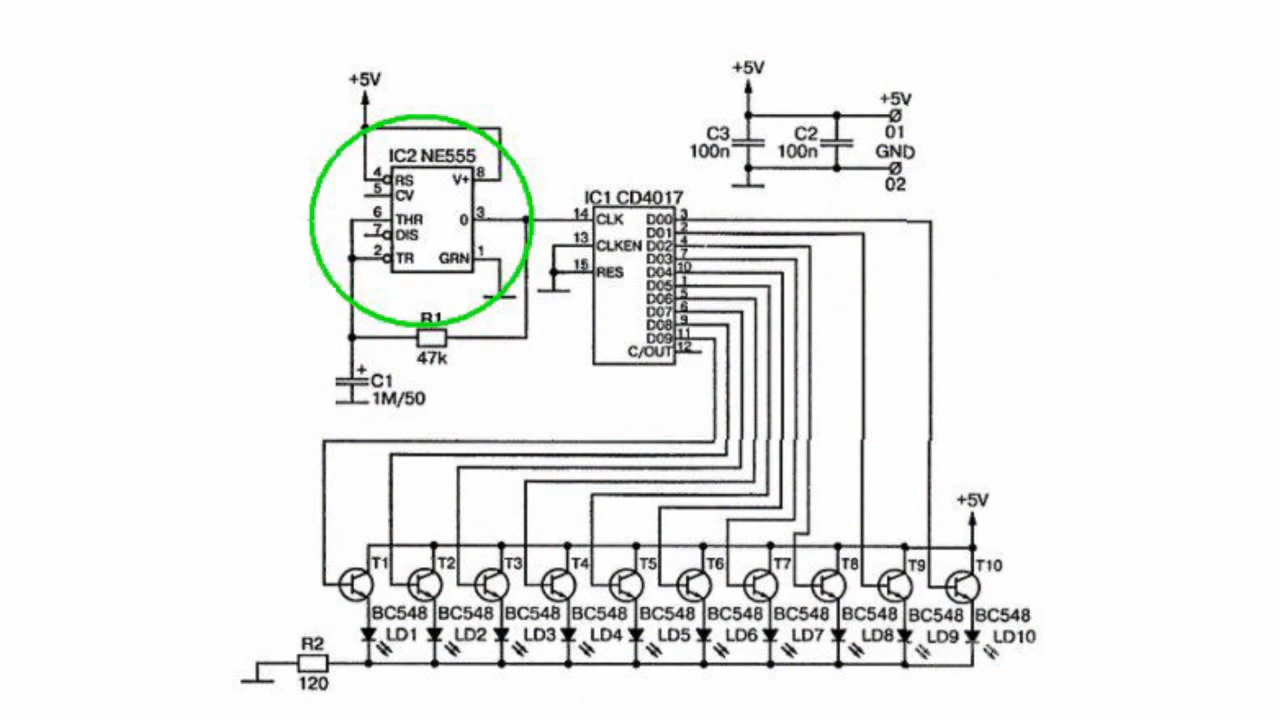 +5V
IC2 NE555
4 RS
5 CV
6 THR
7 DIS
2 TR
V+ 8
0 3
GRN 1
R1
47k
+
C1
1M/50
+5V
C3
100n
C2
100n
+5V
01
GND
02
IC1 CD4017
14 CLK
13 CLKEN
15 RES
D00 3
D01 2
D02 4
D03 7
D04 10
D05 1
D06 5
D07 6
D08 9
D09 11
C/OUT 12
+5V
T1 T2 T3 T4 T5 T6 T7 T8 T9 T10
BC548 BC548 BC548 BC548 BC548 BC548 BC548 BC548 BC548 BC548
LD1 LD2 LD3 LD4 LD5 LD6 LD7 LD8 LD9 LD10
R2
120